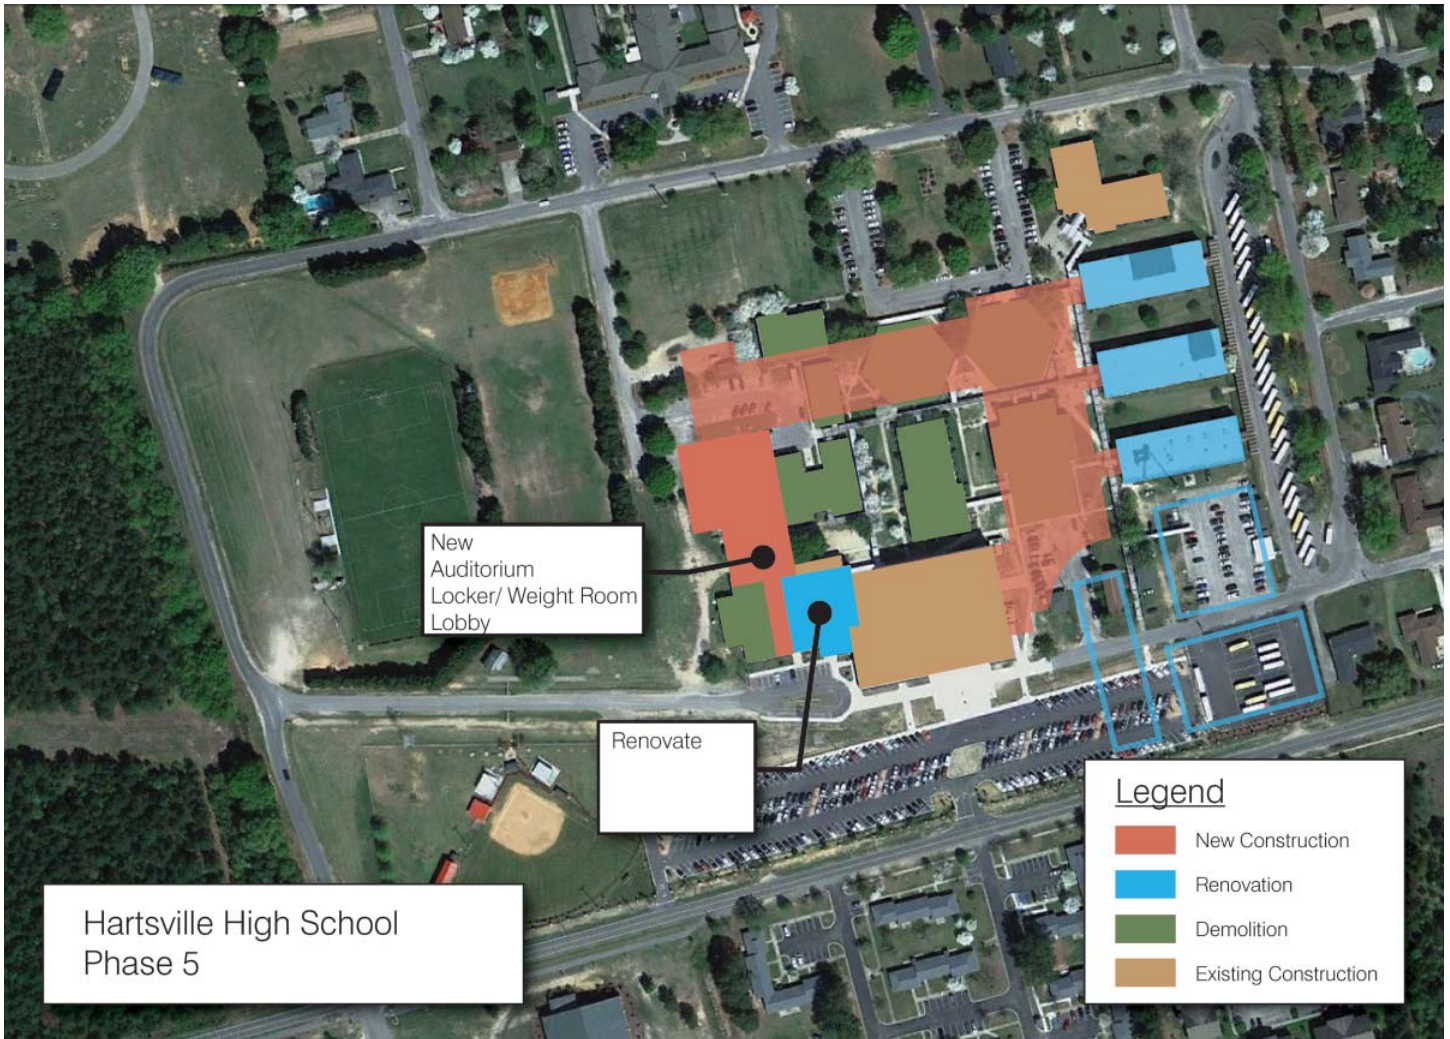 New
Auditorium
Locker/ Weight Room
Lobby
Renovate
Legend
New Construction
Renovation
Demolition
Existing Construction
Hartsville High School
Phase 5